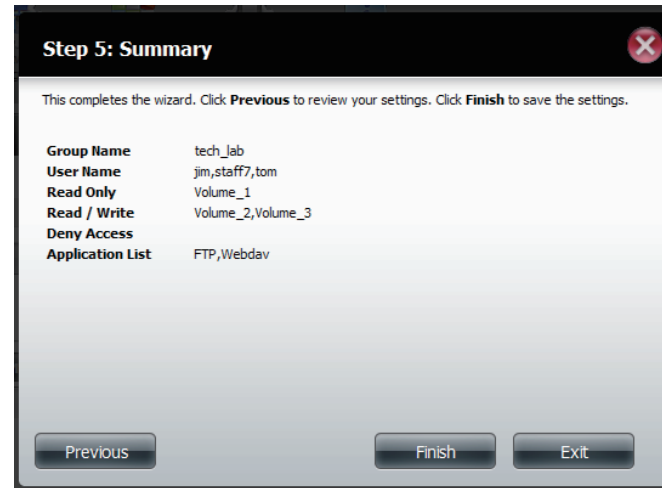 Step 5: Summary
This completes the wizard. Click Previous to review your settings. Click Finish to save the settings.
Group Name tech_lab
User Name jim,staff7,tom
Read Only Volume_1
Read / Write Volume_2,Volume_3
Deny Access
Application List FTP,Webdav
Previous Finish Exit